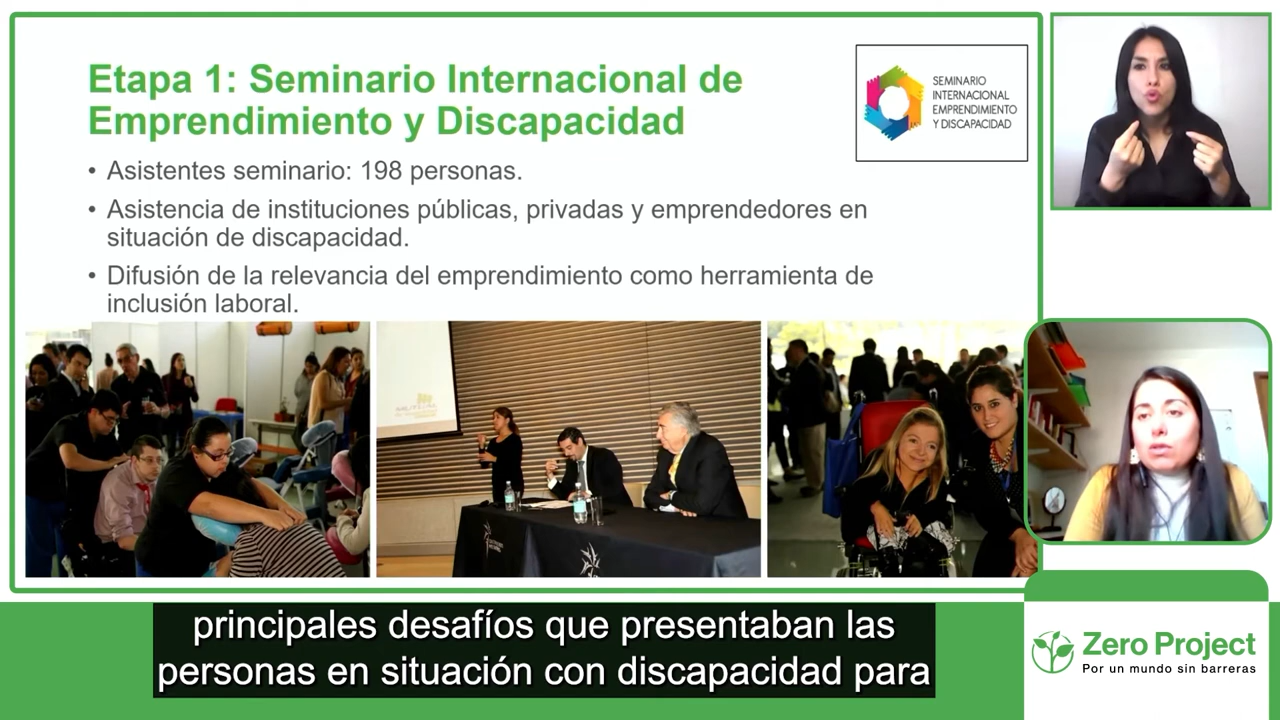 Etapa 1: Seminario Internacional de
Emprendimiento y Discapacidad
SEMINARIO
INTERNACIONAL
EMPRENDIMIENTO
Y DISCAPACIDAD
• Asistentes seminario: 198 personas.
• Asistencia de instituciones públicas, privadas y emprendedores en
situación de discapacidad.
• Difusión de la relevancia del emprendimiento como herramienta de
inclusión laboral.
principales desafíos que presentaban las
personas en situación con discapacidad para
Zero Project
Por un mundo sin barreras